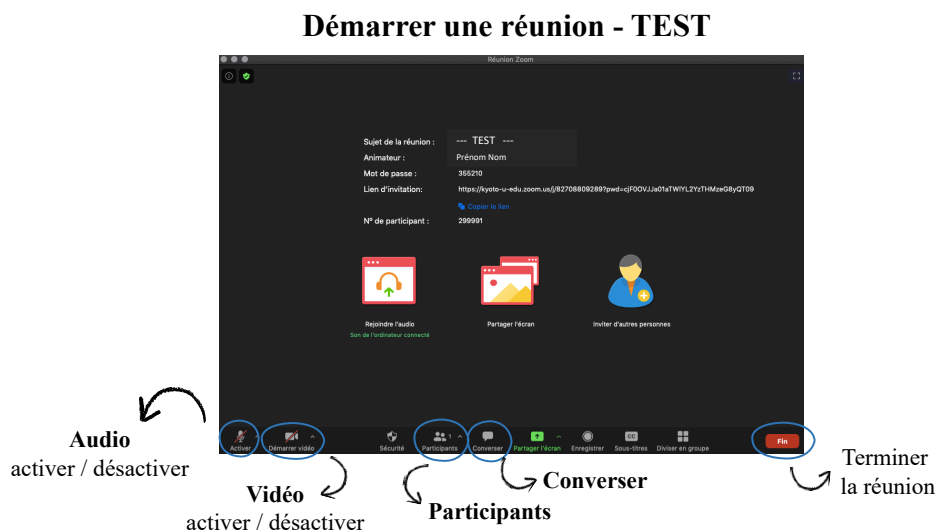 Démarrer une réunion - TEST
Réunion Zoom
Sujet de la réunion : --- TEST ---
Animateur : Prénom Nom
Mot de passe : 355210
Lien d'invitation: https://kyoto-u-edu.zoom.us/j/82708809289?pwd=cjF0OVJJa01aTWlYL2YzTHMzeG8yQT09
Copier le lien
N° de participant : 299991
Rejoindre l'audio
Son de l'ordinateur connecté
Partager l'écran
Inviter d'autres personnes
Activer
Démarrer vidéo
Sécurité
1
Participants
Converser
Partager l'écran
Enregistrer
CC
Sous-titres
Diviser en groupe
Fin
Audio
activer / désactiver
Vidéo
activer / désactiver
Participants
Converser
Terminer
la réunion